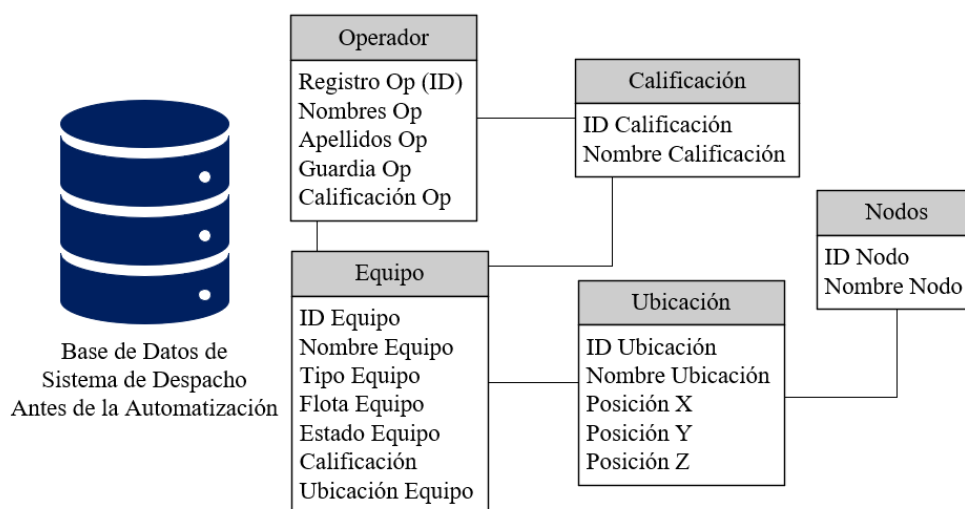 Base de Datos de
Sistema de Despacho
Antes de la Automatización
Operador
Registro Op (ID)
Nombres Op
Apellidos Op
Guardia Op
Calificación Op
Calificación
ID Calificación
Nombre Calificación
Equipo
ID Equipo
Nombre Equipo
Tipo Equipo
Flota Equipo
Estado Equipo
Calificación
Ubicación Equipo
Ubicación
ID Ubicación
Nombre Ubicación
Posición X
Posición Y
Posición Z
Nodos
ID Nodo
Nombre Nodo